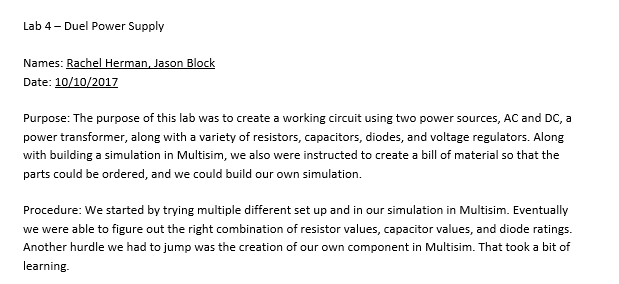 Lab 4 – Duel Power Supply
Names: Rachel Herman, Jason Block
Date: 10/10/2017
Purpose: The purpose of this lab was to create a working circuit using two power sources, AC and DC, a
power transformer, along with a variety of resistors, capacitors, diodes, and voltage regulators. Along
with building a simulation in Multisim, we also were instructed to create a bill of material so that the
parts could be ordered, and we could build our own simulation.
Procedure: We started by trying multiple different set up and in our simulation in Multisim. Eventually
we were able to figure out the right combination of resistor values, capacitor values, and diode ratings.
Another hurdle we had to jump was the creation of our own component in Multisim. That took a bit of
learning.